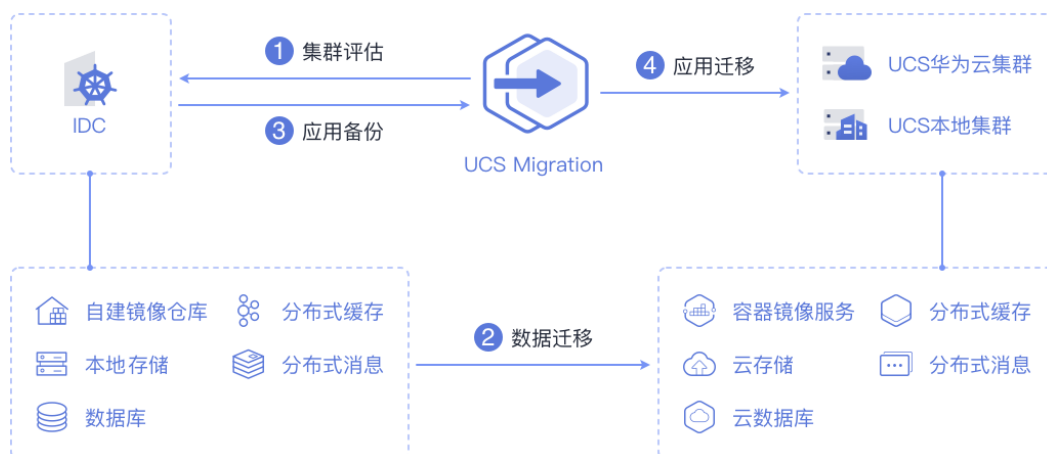 1 集群评估
4 应用迁移
UCS华为云集群
IDC
3 应用备份
UCS本地集群
UCS Migration
自建镜像仓库
分布式缓存
本地存储
分布式消息
数据库
2 数据迁移
容器镜像服务
分布式缓存
云存储
分布式消息
云数据库